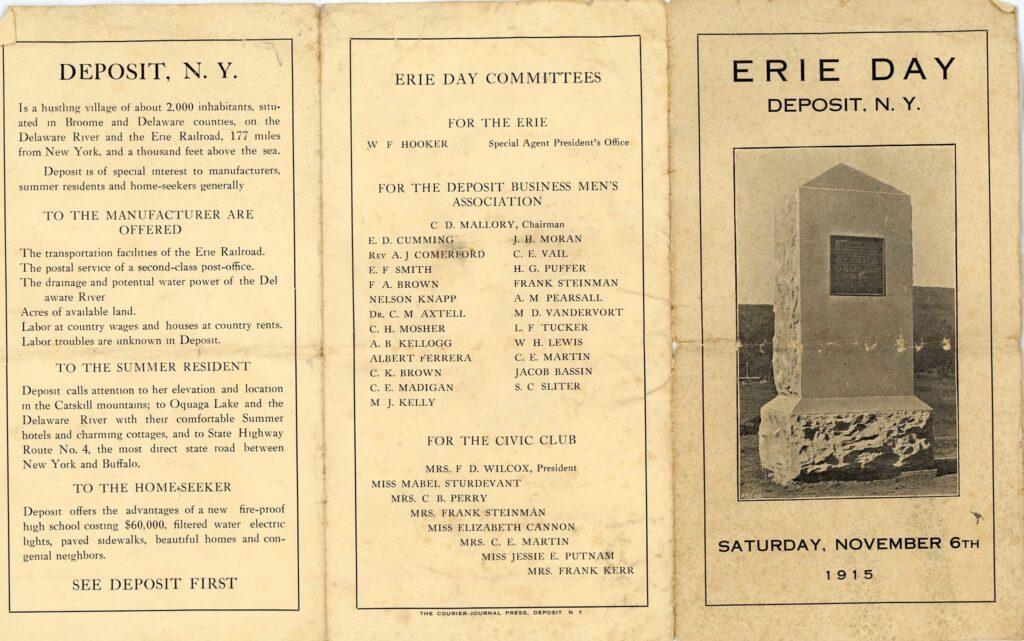 DEPOSIT, N. Y.
Is a hustling village of about 2,000 inhabitants, situ-
ated in Broome and Delaware counties, on the
Delaware River and the Erie Railroad, 177 miles
from New York, and a thousand feet above the sea.
Deposit is of special interest to manufacturers,
summer residents and home-seekers generally
TO THE MANUFACTURER ARE
OFFERED
The transportation facilities of the Erie Railroad.
The postal service of a second-class post-office.
The drainage and potential water power of the Del
aware River
Acres of available land.
Labor at country wages and houses at country rents.
Labor troubles are unknown in Deposit.
TO THE SUMMER RESIDENT
Deposit calls attention to her elevation and location
in the Catskill mountains; to Oquaga Lake and the
Delaware River with their comfortable Summer
hotels and charming cottages, and to State Highway
Route No. 4, the most direct state road between
New York and Buffalo.
TO THE HOME-SEEKER
Deposit offers the advantages of a new fire-proof
high school costing $60,000, filtered water electric
lights, paved sidewalks, beautiful homes and con-
genial neighbors.
SEE DEPOSIT FIRST
ERIE DAY COMMITTEES
FOR THE ERIE
W F HOOKER Special Agent President's Office
FOR THE DEPOSIT BUSINESS MEN'S
ASSOCIATION
C D. MALLORY, Chairman
E. D. CUMMING J. H. MORAN
REV A. J COMERFORD C. E. VAIL
E. F SMITH H. G. PUFFER
F A. BROWN FRANK STEINMAN
NELSON KNAPP A. M PEARSALL
DR. C. M AXTELL M D. VANDERVORT
C. H. MOSHER L. F TUCKER
A. B KELLOGG W H. LEWIS
ALBERT FERRERA C. E. MARTIN
C. K. BROWN JACOB BASSIN
C. E. MADIGAN S. C SLITER
M J. KELLY
FOR THE CIVIC CLUB
MRS. F D. WILCOX, President
MISS MABEL STURDEVANT
MRS. C B. PERRY
MRS. FRANK STEINMAN
MISS ELIZABETH CANNON
MRS. C. E. MARTIN
MISS JESSIE E. PUTNAM
MRS. FRANK KERR
THE COURIER-JOURNAL PRESS, DEPOSIT N Y
ERIE DAY
DEPOSIT, N. Y.
SATURDAY, NOVEMBER 6TH
1915